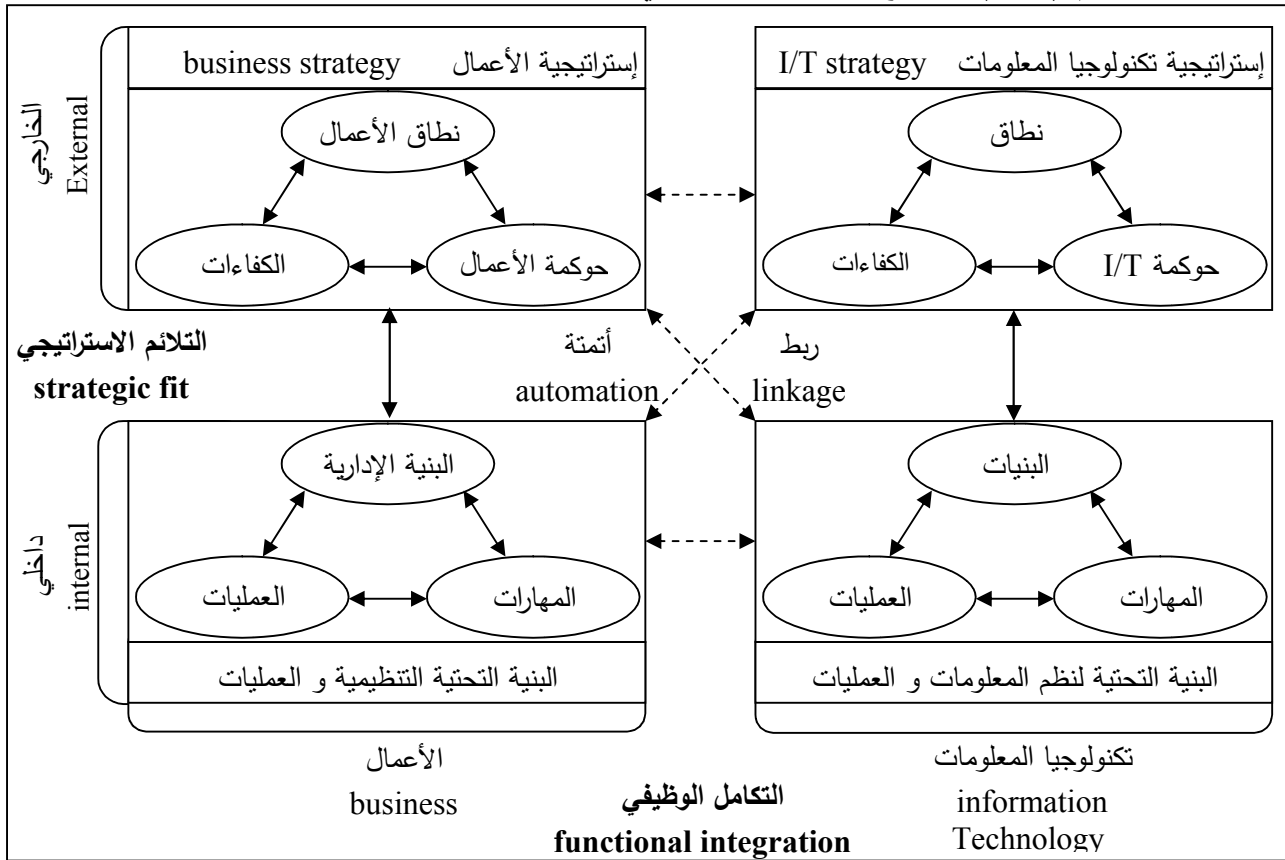 إستراتيجية الأعمال business strategy
إستراتيجية تكنولوجيا المعلومات I/T strategy
الخارجي
External
نطاق الأعمال
الكفاءات
حوكمة الأعمال
نطاق
الكفاءات
حوكمة I/T
التلائم الاستراتيجي
strategic fit
أتمتة
automation
ربط
linkage
داخلي
internal
البنية الإدارية
العمليات
المهارات
البنية التحتية التنظيمية و العمليات
البنيات
العمليات
المهارات
البنية التحتية لنظم المعلومات و العمليات
الأعمال
business
التكامل الوظيفي
functional integration
تكنولوجيا المعلومات
information
Technology